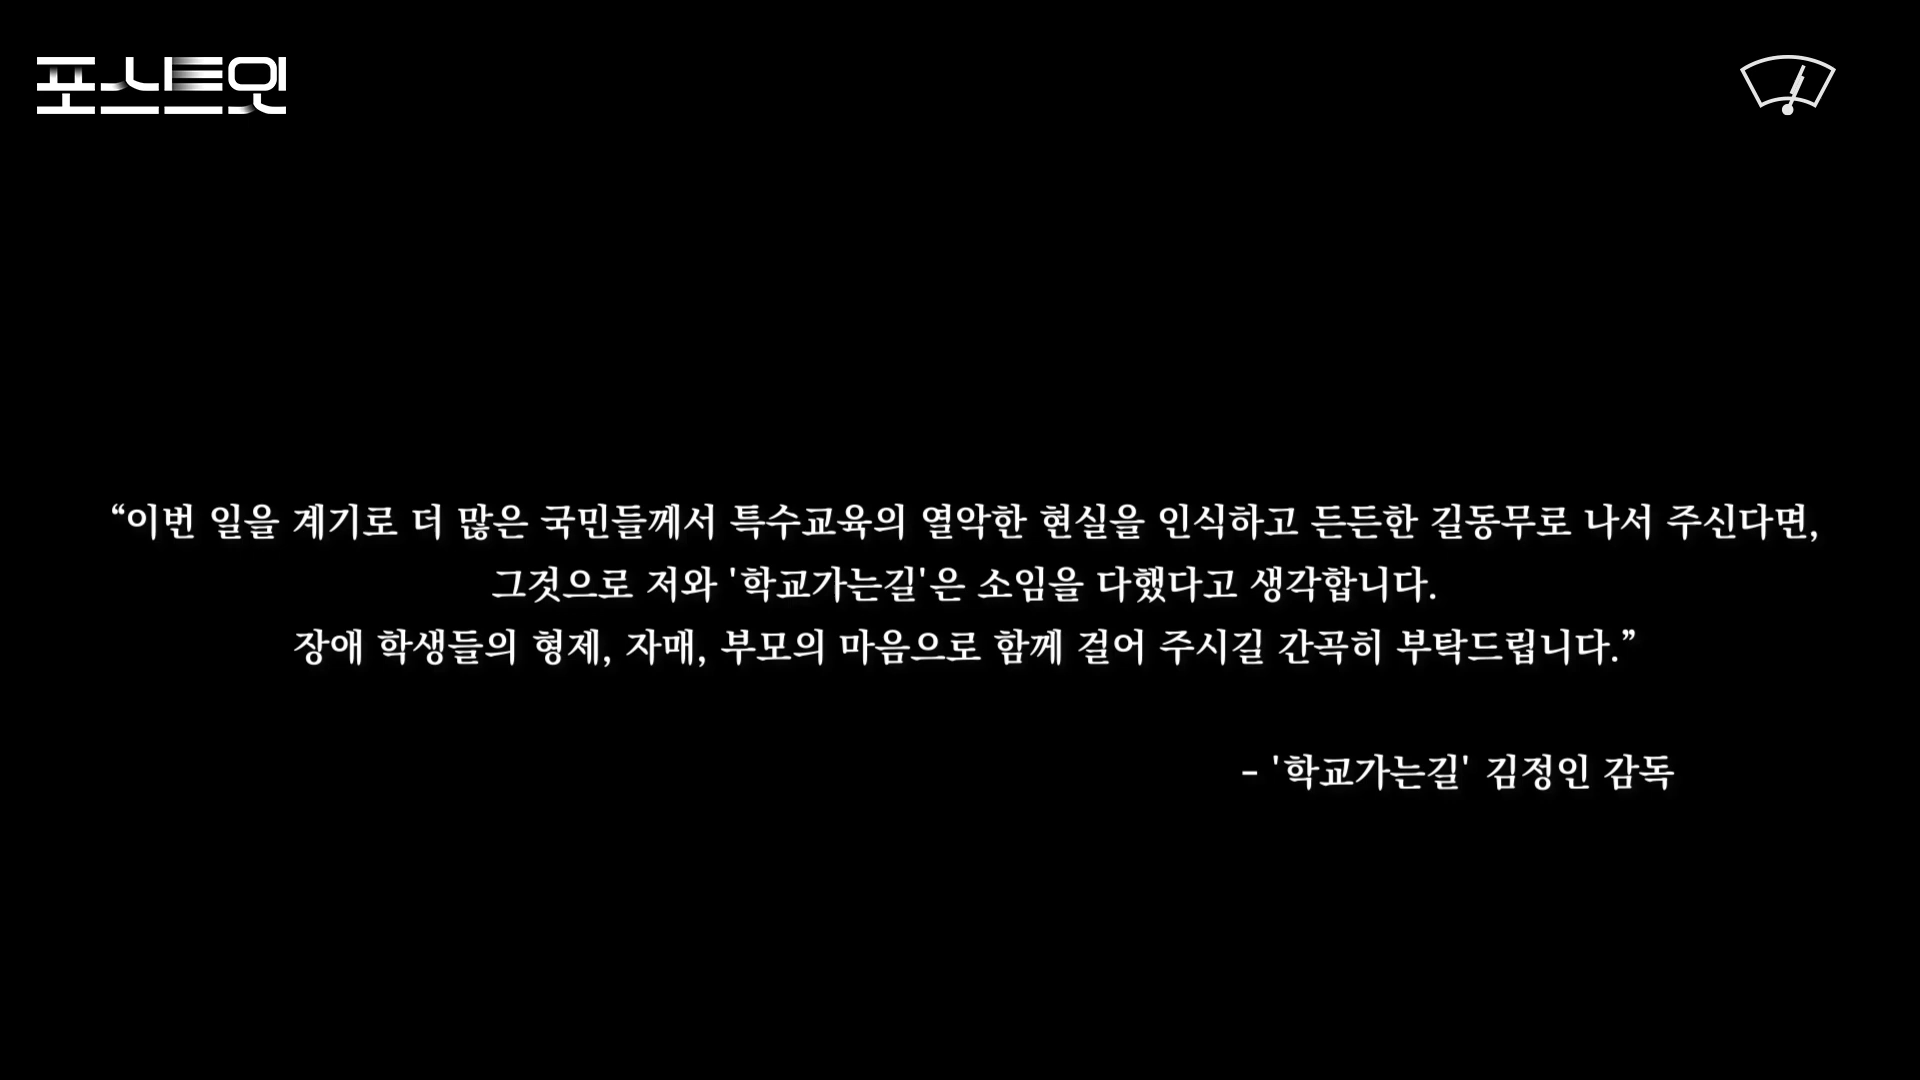 포스트잇
“이번 일을 계기로 더 많은 국민들께서 특수교육의 열악한 현실을 인식하고 든든한 길동무로 나서 주신다면,
그것으로 저와 '학교가는길'은 소임을 다했다고 생각합니다.
장애 학생들의 형제, 자매, 부모의 마음으로 함께 걸어 주시길 간곡히 부탁드립니다.”
- '학교가는길' 김정인 감독